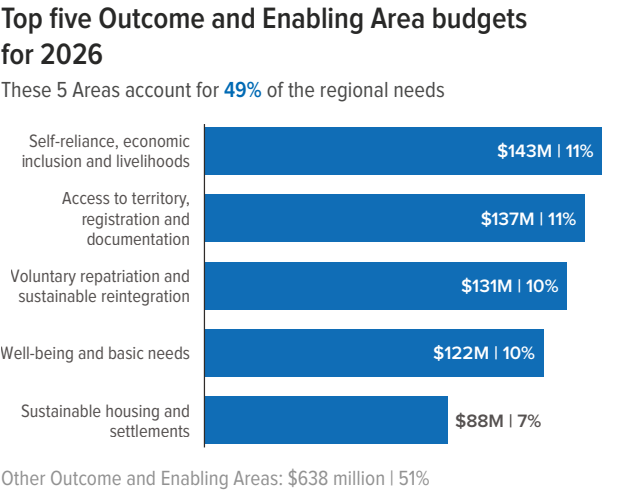 Top five Outcome and Enabling Area budgets
for 2026
These 5 Areas account for 49% of the regional needs
Self-reliance, economic
inclusion and livelihoods
$143M | 11%
Access to territory,
registration and
documentation
$137M | 11%
Voluntary repatriation and
sustainable reintegration
$131M | 10%
Well-being and basic needs
$122M | 10%
Sustainable housing and
settlements
$88M | 7%
Other Outcome and Enabling Areas: $638 million | 51%